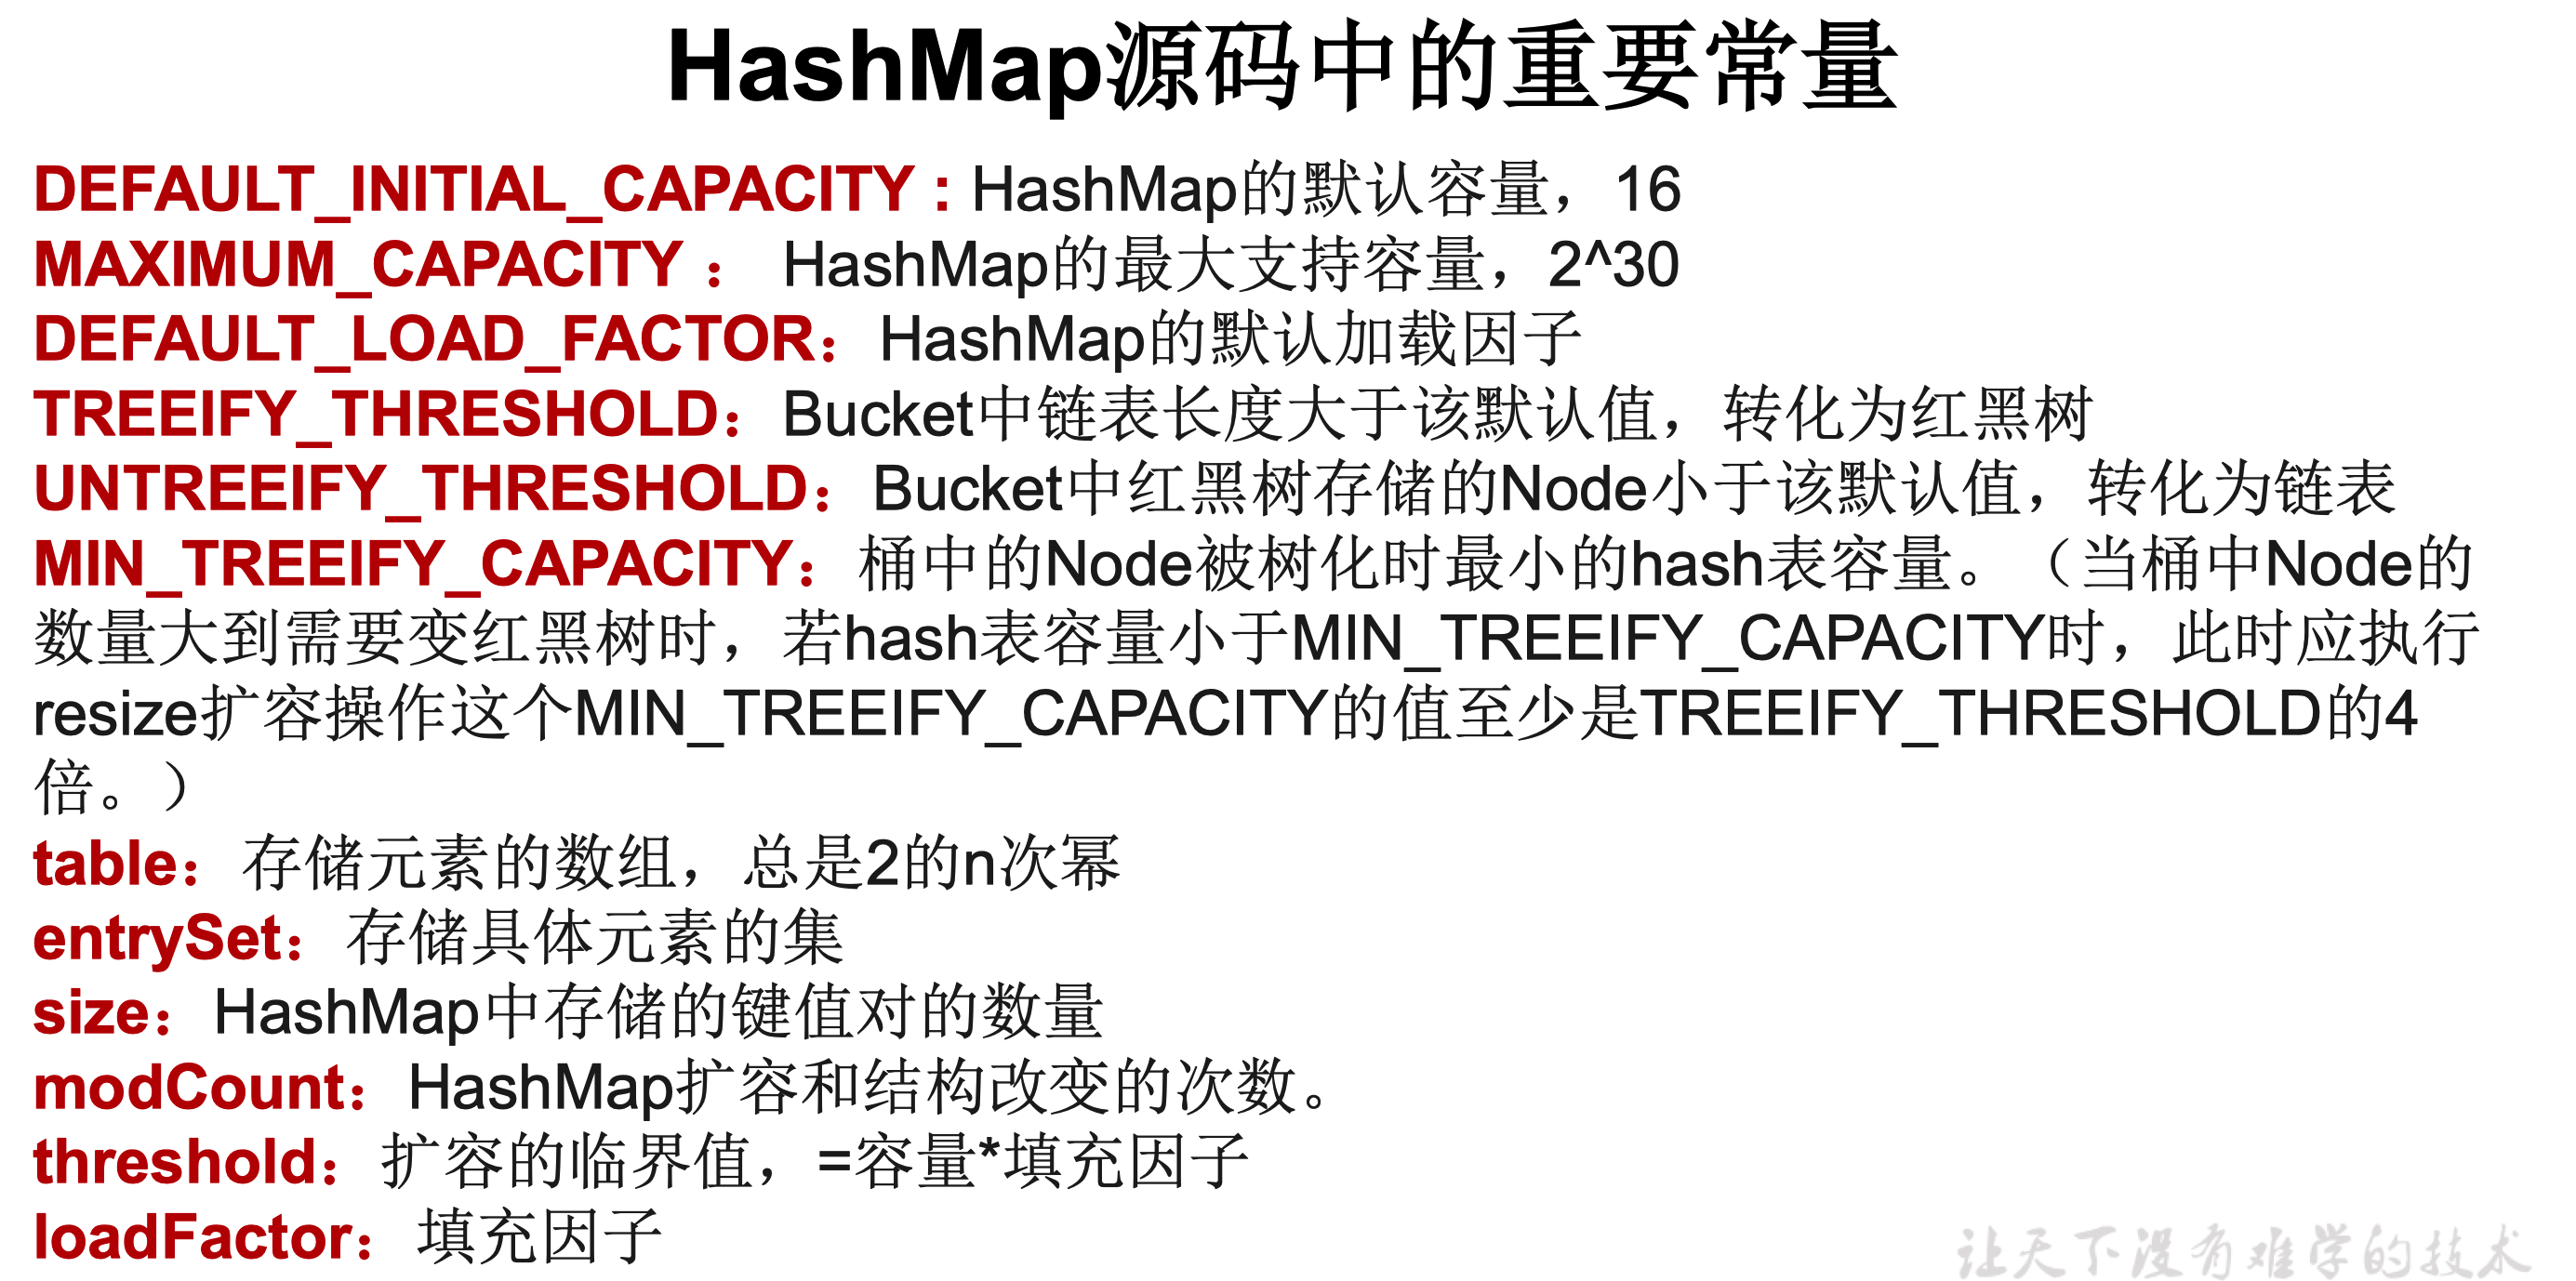 HashMap源码中的重要常量
DEFAULT_INITIAL_CAPACITY : HashMap的默认容量，16
MAXIMUM_CAPACITY ： HashMap的最大支持容量，2^30
DEFAULT_LOAD_FACTOR：HashMap的默认加载因子
TREEIFY_THRESHOLD：Bucket中链表长度大于该默认值，转化为红黑树
UNTREEIFY_THRESHOLD：Bucket中红黑树存储的Node小于该默认值，转化为链表
MIN_TREEIFY_CAPACITY：桶中的Node被树化时最小的hash表容量。（当桶中Node的
数量大到需要变红黑树时，若hash表容量小于MIN_TREEIFY_CAPACITY时，此时应执行
resize扩容操作这个MIN_TREEIFY_CAPACITY的值至少是TREEIFY_THRESHOLD的4
倍。）
table：存储元素的数组，总是2的n次幂
entrySet：存储具体元素的集
size：HashMap中存储的键值对的数量
modCount：HashMap扩容和结构改变的次数。
threshold：扩容的临界值，=容量*填充因子
loadFactor：填充因子
让天下没有难学的技术